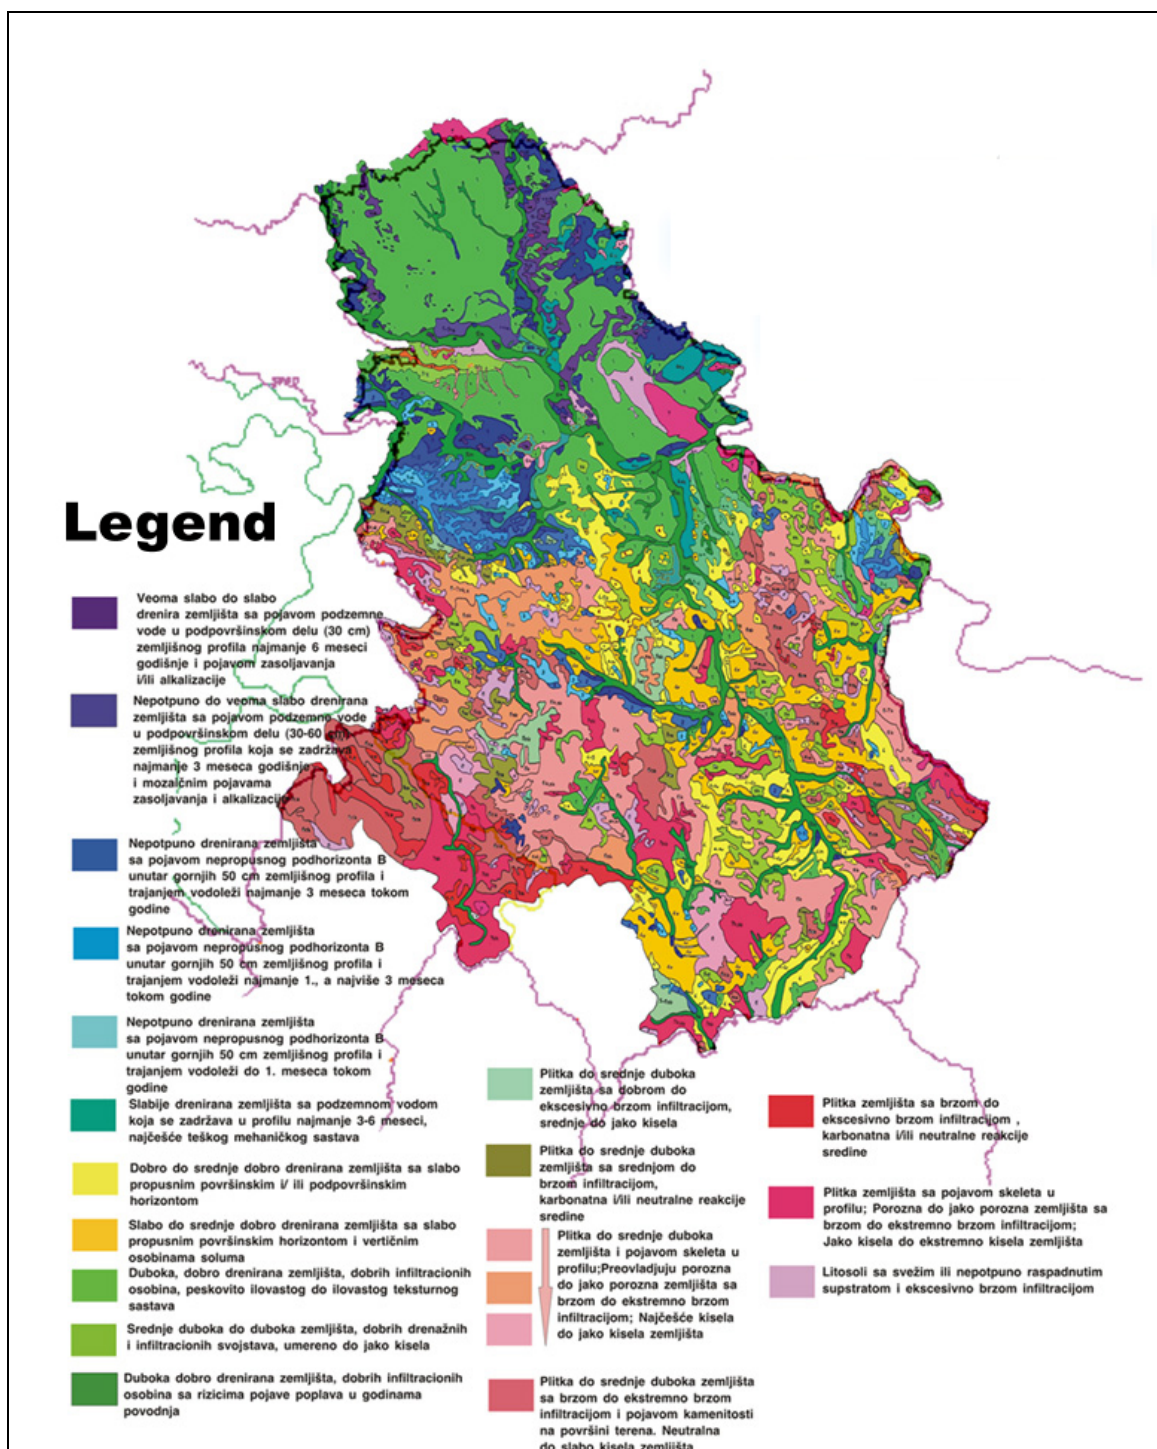 Legend
Veoma slabo do slabo
drenira zemljišta sa pojavom podzemne
vode u podpovršinskom delu (30 cm)
zemljišnog profila najmanje 6 meseci
godišnje i pojavom zasoljavanja
i/ili alkalizacije
Nepotpuno do veoma slabo drenirana
zemljišta sa pojavom podzemno vode
u podpovršinskom delu (30-60 cm)
zemljišnog profila koja se zadržava
najmanje 3 meseca godišnje
i mozaičnim pojavama
zasoljavanja i alkalizacije
Nepotpuno drenirana zemljišta
sa pojavom nepropusnog podhorizonta B
unutar gornjih 50 cm zemljišnog profila i
trajanjem vodoleži najmanje 3 meseca tokom
godine
Nepotpuno drenirana zemljišta
sa pojavom nepropusnog podhorizonta B
unutar gornjih 50 cm zemljišnog profila i
trajanjem vodoleži najmanje 1., a najviše 3 meseca
tokom godine
Nepotpuno drenirana zemljišta
sa pojavom nepropusnog podhorizonta B
unutar gornjih 50 cm zemljišnog profila i
trajanjem vodoleži do 1. meseca tokom
godine
Slabije drenirana zemljišta sa podzemnom vodom
koja se zadržava u profilu najmanje 3-6 meseci,
najčešće teškog mehaničkog sastava
Dobro do srednje dobro drenirana zemljišta sa slabo
propusnim površinskim i/ ili podpovršinskim
horizontom
Slabo do srednje dobro drenirana zemljišta sa slabo
propusnim površinskim horizontom i vertičnim
osobinama soluma
Duboka, dobro drenirana zemljišta, dobrih infiltracionih
osobina, peskovito ilovastog do ilovastog teksturnog
sastava
Srednje duboka do duboka zemljišta, dobrih drenažnih
i infiltracionih svojstava, umereno do jako kisela
Duboka dobro drenirana zemljišta, dobrih infiltracionih
osobina sa rizicima pojave poplava u godinama
povodnja
Plitka do srednje duboka
zemljišta sa dobrom do
ekscesivno brzom infiltracijom,
srednje do jako kisela
Plitka do srednje duboka
zemljišta sa srednjom do
brzom infiltracijom,
karbonatna i/ili neutralne reakcije
sredine
Plitka do srednje duboka
zemljišta i pojavom skeleta u
profilu;Preovladjuju porozna
do jako porozna zemljišta sa
brzom do ekstremno brzom
infiltracijom; Najčešće kisela
do jako kisela zemljišta
Plitka do srednje duboka zemljišta
sa brzom do ekstremno brzom
infiltracijom i pojavom kamenitosti
na površini terena. Neutralna
do slabo kisela zemljišta
Plitka zemljišta sa brzom do
ekscesivno brzom infiltracijom ,
karbonatna i/ili neutralne reakcije
sredine
Plitka zemljišta sa pojavom skeleta u
profilu; Porozna do jako porozna zemljišta sa
brzom do ekstremno brzom infiltracijom;
Jako kisela do ekstremno kisela zemljišta
Litosoli sa svežim ili nepotpuno raspadnutim
supstratom i ekscesivno brzom infiltracijom